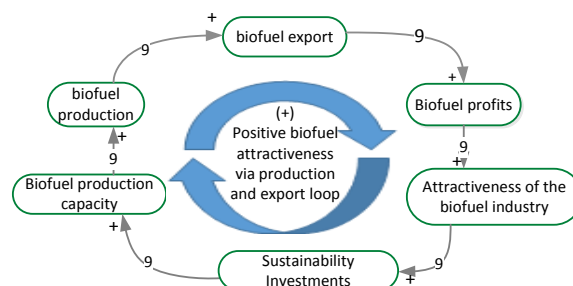 +
biofuel export
9
9
+
biofuel
production
+
Biofuel profits
+
9
9
+
(+)
Positive biofuel
attractiveness
via production
and export loop
Biofuel production
capacity
Attractiveness of the
biofuel industry
+
9
Sustainability
Investments
9
+